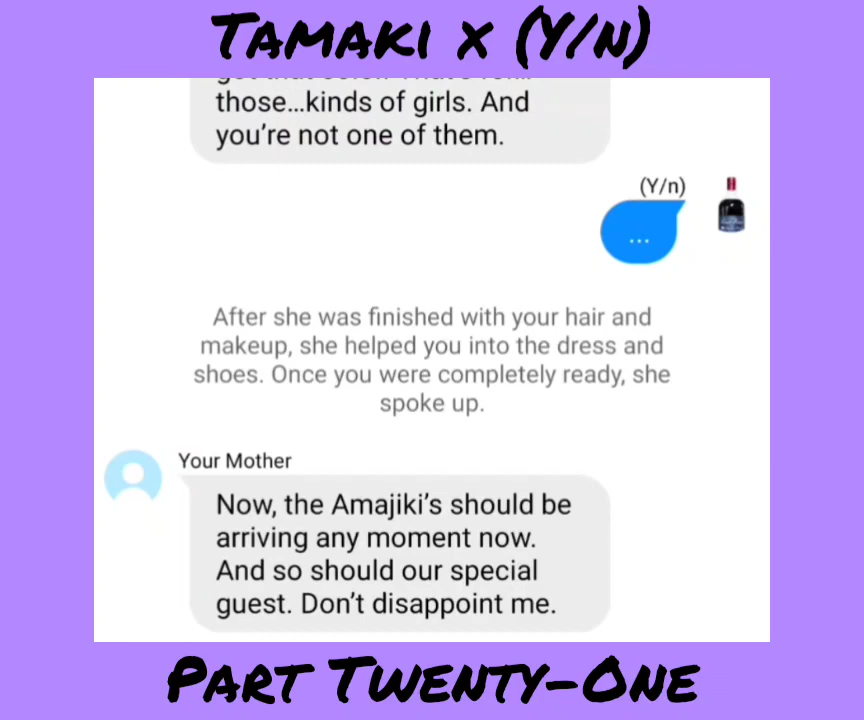 Tamaki x (Y/n)
those...kinds of girls. And
you're not one of them.
(Y/n)
...
After she was finished with your hair and
makeup, she helped you into the dress and
shoes. Once you were completely ready, she
spoke up.
Your Mother
Now, the Amajiki's should be
arriving any moment now.
And so should our special
guest. Don't disappoint me.
Part Twenty-One